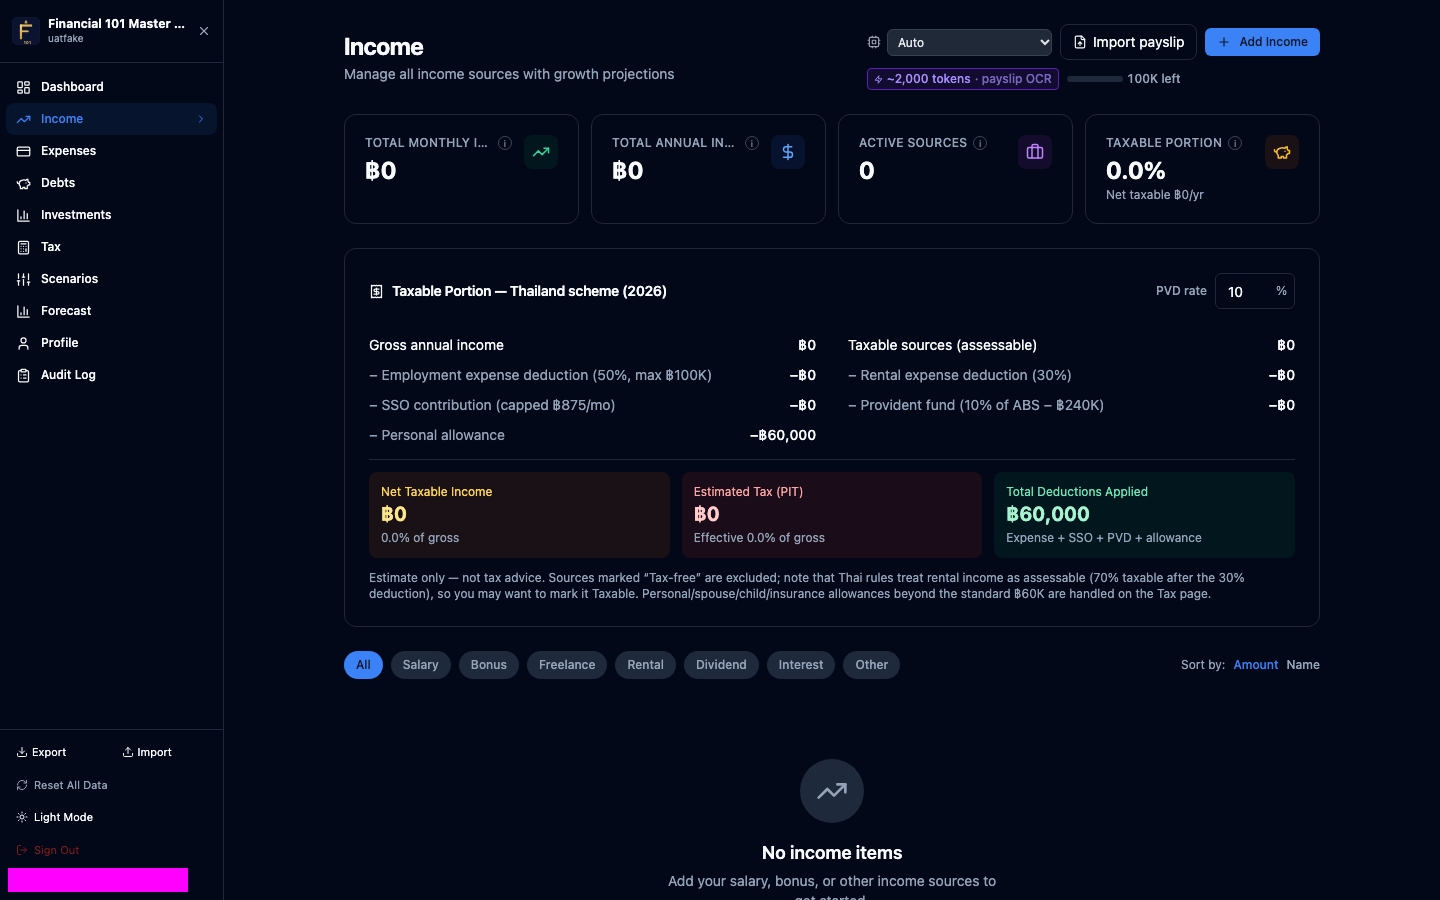 Financial 101 Master ...
uatfake
Dashboard
Income
Expenses
Debts
Investments
Tax
Scenarios
Forecast
Profile
Audit Log
Export
Import
Reset All Data
Light Mode
Sign Out
Income
Manage all income sources with growth projections
Auto
Import payslip
Add Income
~2,000 tokens · payslip OCR
100K left
TOTAL MONTHLY I...
฿0
TOTAL ANNUAL IN...
฿0
ACTIVE SOURCES
0
TAXABLE PORTION
0.0%
Net taxable ฿0/yr
Taxable Portion — Thailand scheme (2026)
PVD rate
10 %
Gross annual income ฿0
– Employment expense deduction (50%, max ฿100K) –฿0
– SSO contribution (capped ฿875/mo) –฿0
– Personal allowance –฿60,000
Taxable sources (assessable) ฿0
– Rental expense deduction (30%) –฿0
– Provident fund (10% of ABS – ฿240K) –฿0
Net Taxable Income
฿0
0.0% of gross
Estimated Tax (PIT)
฿0
Effective 0.0% of gross
Total Deductions Applied
฿60,000
Expense + SSO + PVD + allowance
Estimate only — not tax advice. Sources marked “Tax-free” are excluded; note that Thai rules treat rental income as assessable (70% taxable after the 30%
deduction), so you may want to mark it Taxable. Personal/spouse/child/insurance allowances beyond the standard ฿60K are handled on the Tax page.
All
Salary
Bonus
Freelance
Rental
Dividend
Interest
Other
Sort by: Amount Name
No income items
Add your salary, bonus, or other income sources to
get started